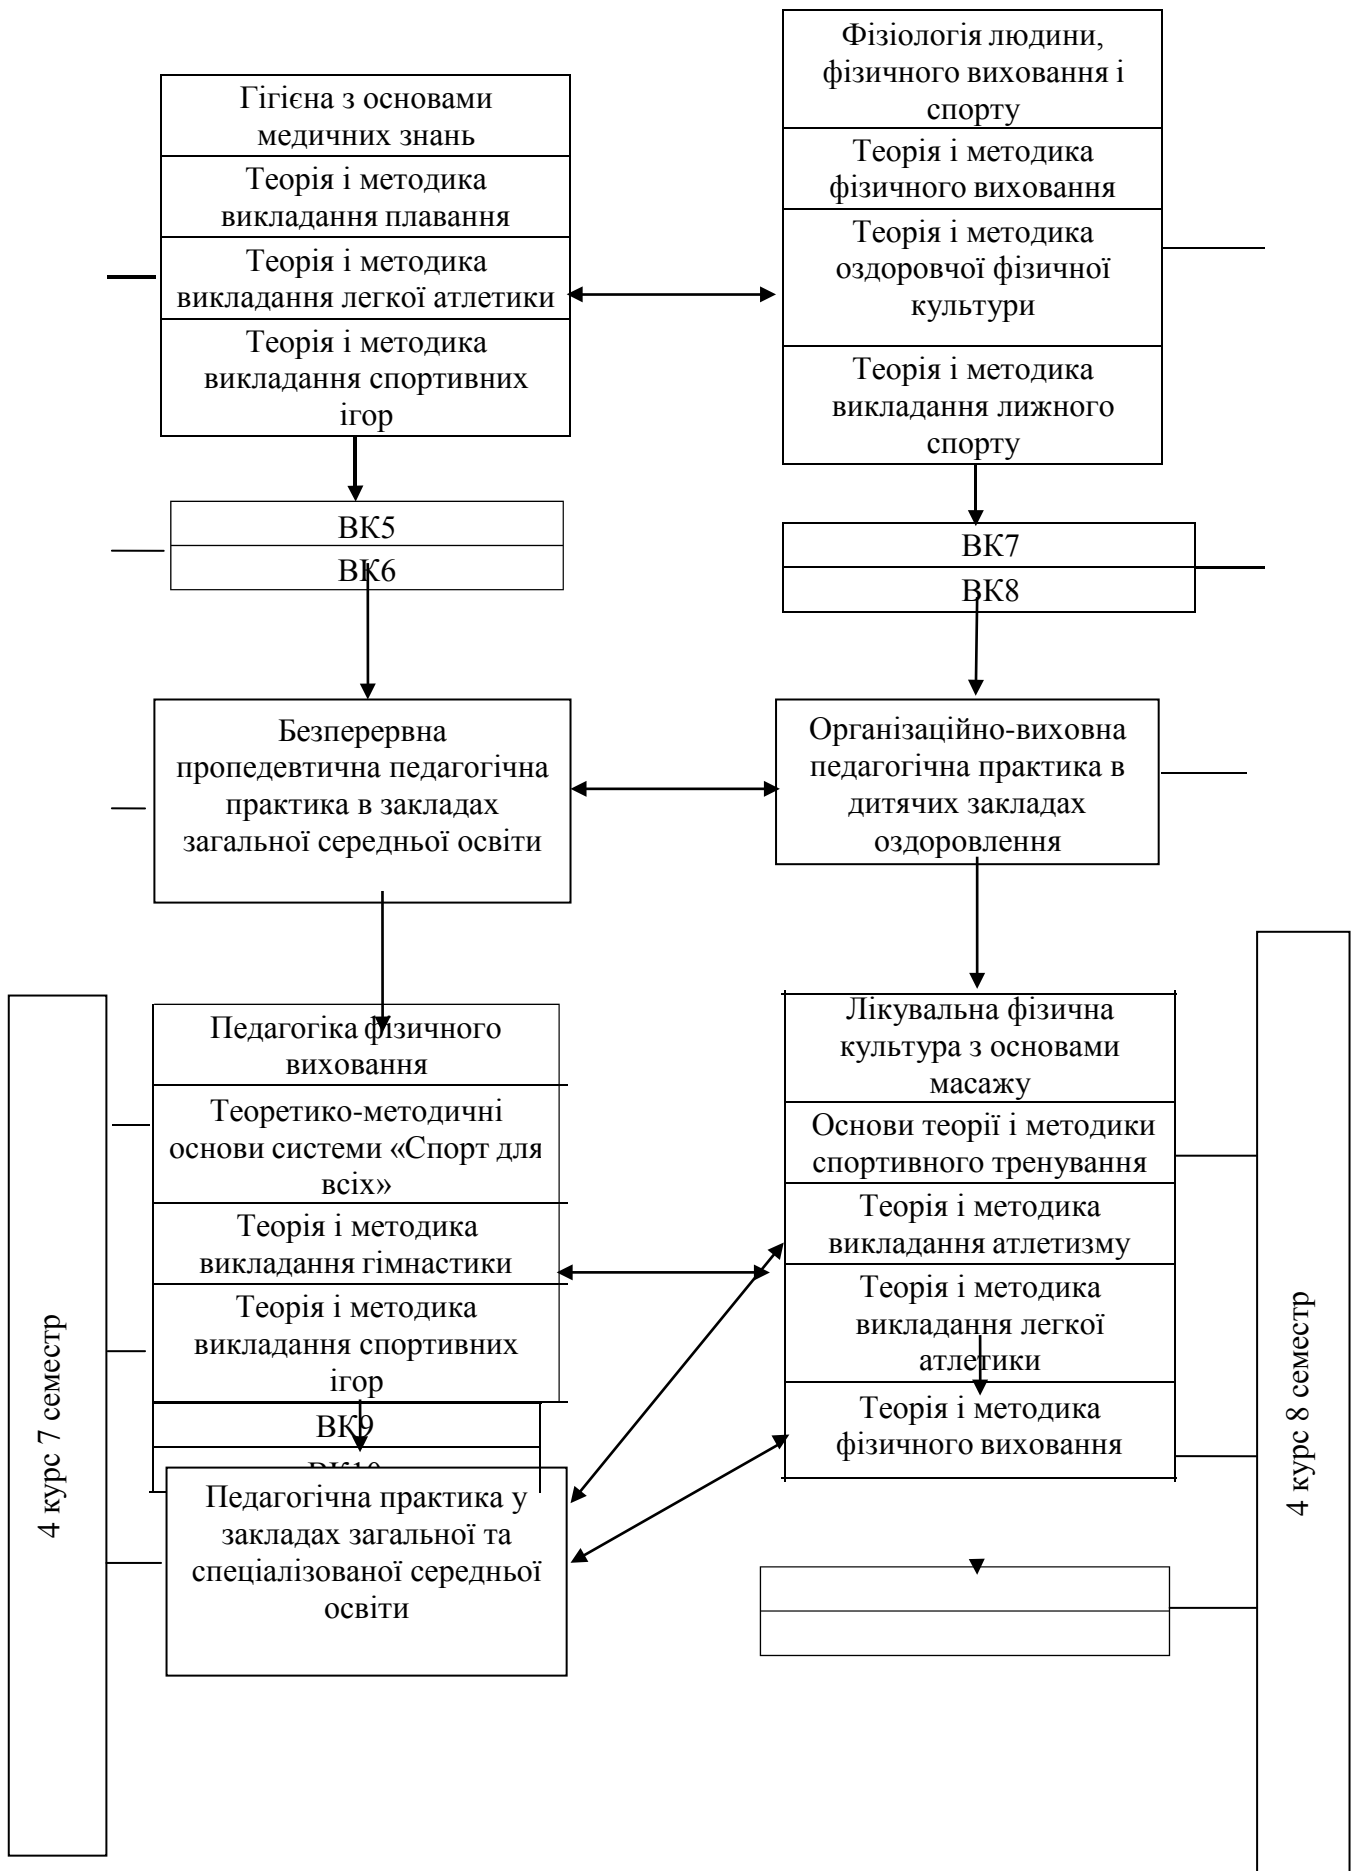 Гігієна з основами
медичних знань
Теорія і методика
викладання плавання
Теорія і методика
викладання легкої атлетики
Теорія і методика
викладання спортивних
ігор
Фізіологія людини,
фізичного виховання і
спорту
Теорія і методика
фізичного виховання
Теорія і методика
оздоровчої фізичної
культури
Теорія і методика
викладання лижного
спорту
ВК5
ВК6
ВК7
ВК8
Безперервна
пропедевтична педагогічна
практика в закладах
загальної середньої освіти
Організаційно-виховна
педагогічна практика в
дитячих закладах
оздоровлення
4 курс 7 семестр
Педагогіка фізичного
виховання
Теоретико-методичні
основи системи «Спорт для
всіх»
Теорія і методика
викладання гімнастики
Теорія і методика
викладання спортивних
ігор
ВК9
ВК10
Педагогічна практика у
закладах загальної та
спеціалізованої середньої
освіти
Лікувальна фізична
культура з основами
масажу
Основи теорії і методики
спортивного тренування
Теорія і методика
викладання атлетизму
Теорія і методика
викладання легкої
атлетики
Теорія і методика
фізичного виховання
4 курс 8 семестр